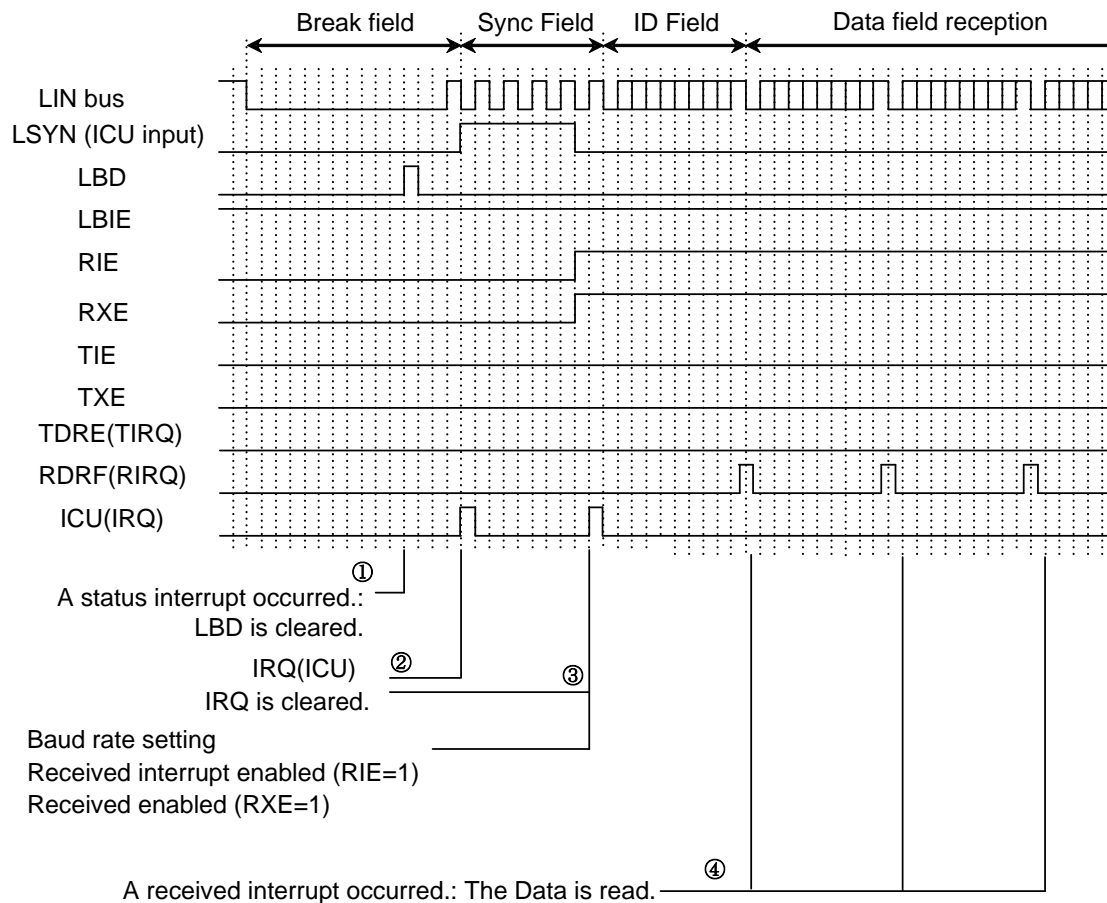 Break field Sync Field ID Field Data field reception
LIN bus
LSYN (ICU input)
LBD
LBIE
RIE
RXE
TIE
TXE
TDRE(TIRQ)
RDRF(RIRQ)
ICU(IRQ)
①
A status interrupt occurred.:
LBD is cleared.
IRQ(ICU) ②
③
IRQ is cleared.
Baud rate setting
Received interrupt enabled (RIE=1)
Received enabled (RXE=1)
④
A received interrupt occurred.: The Data is read.